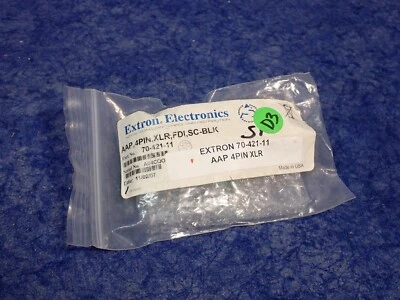 Extron. Electronics
AAP, 4PIN, XLR, FDI, SC-BLK
70-421-11
EXTRON 70-421-11
AAP 4PIN XLR
D3
Made in USA